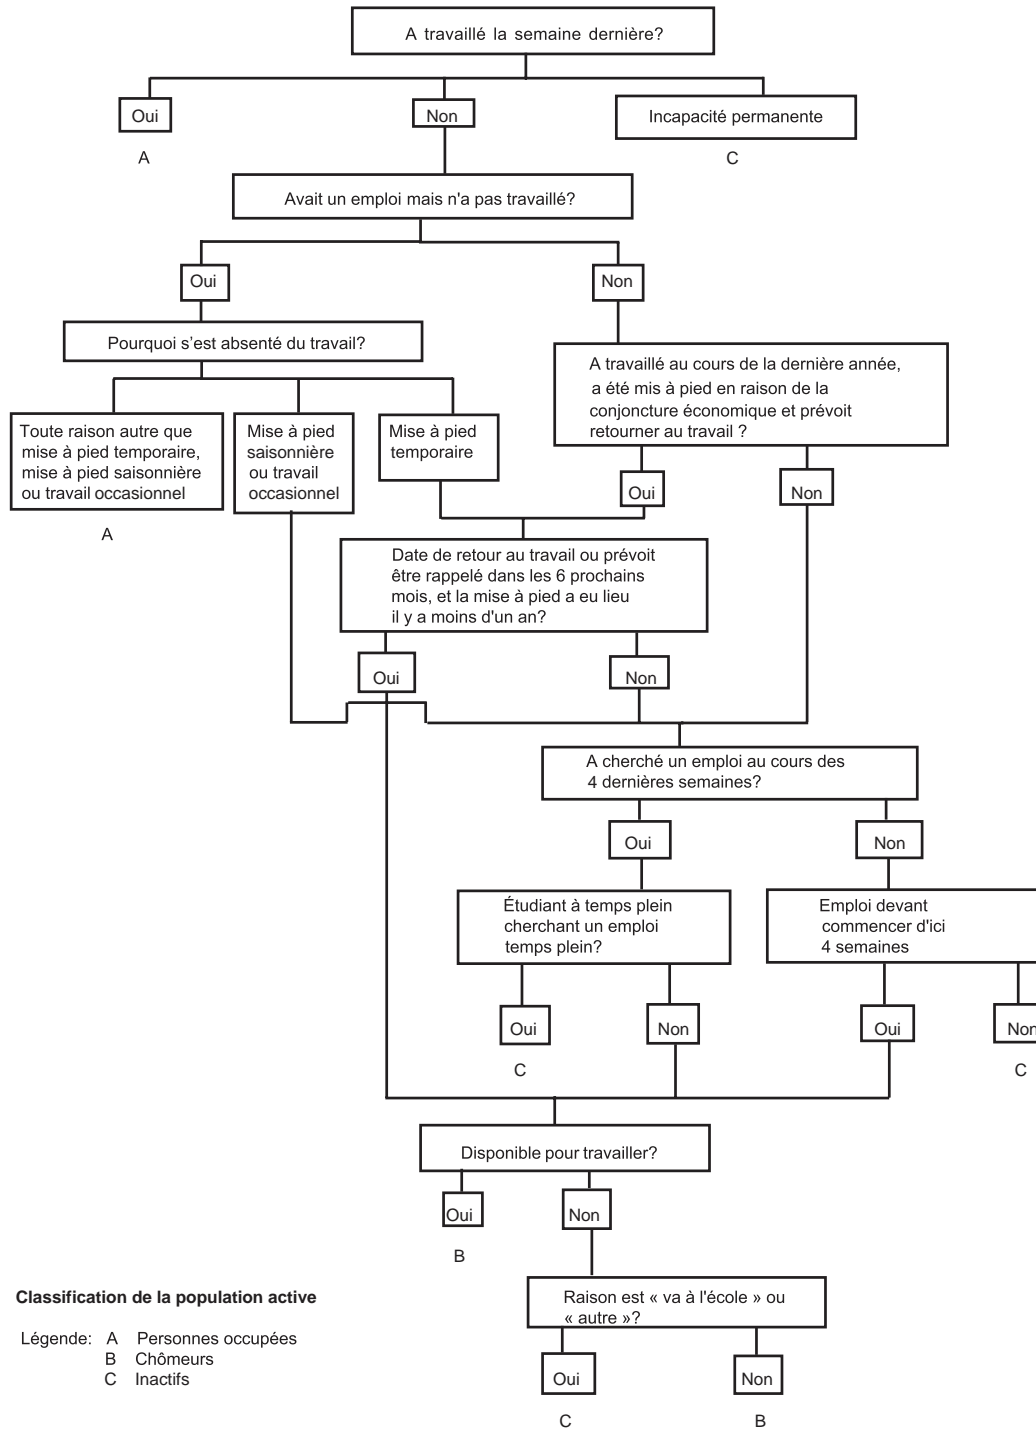 A travaillé la semaine dernière?
Oui
Non
Incapacité permanente
A
C
Avait un emploi mais n'a pas travaillé?
Oui
Non
Pourquoi s'est absenté du travail?
A travaillé au cours de la dernière année,
a été mis à pied en raison de la
conjoncture économique et prévoit
retourner au travail ?
Toute raison autre que
mise à pied temporaire,
mise à pied saisonnière
ou travail occasionnel
Mise à pied
saisonnière
ou travail
occasionnel
Mise à pied
temporaire
Oui
Non
A
Date de retour au travail ou prévoit
être rappelé dans les 6 prochains
mois, et la mise à pied a eu lieu
il y a moins d'un an?
Oui
Non
A cherché un emploi au cours des
4 dernières semaines?
Oui
Non
Étudiant à temps plein
cherchant un emploi
temps plein?
Emploi devant
commencer d'ici
4 semaines
Oui
Non
Oui
Non
C
C
Disponible pour travailler?
Oui
Non
B
Raison est « va à l'école » ou
« autre »?
Oui
Non
C
B
Classification de la population active
Légende: A Personnes occupées
B Chômeurs
C Inactifs